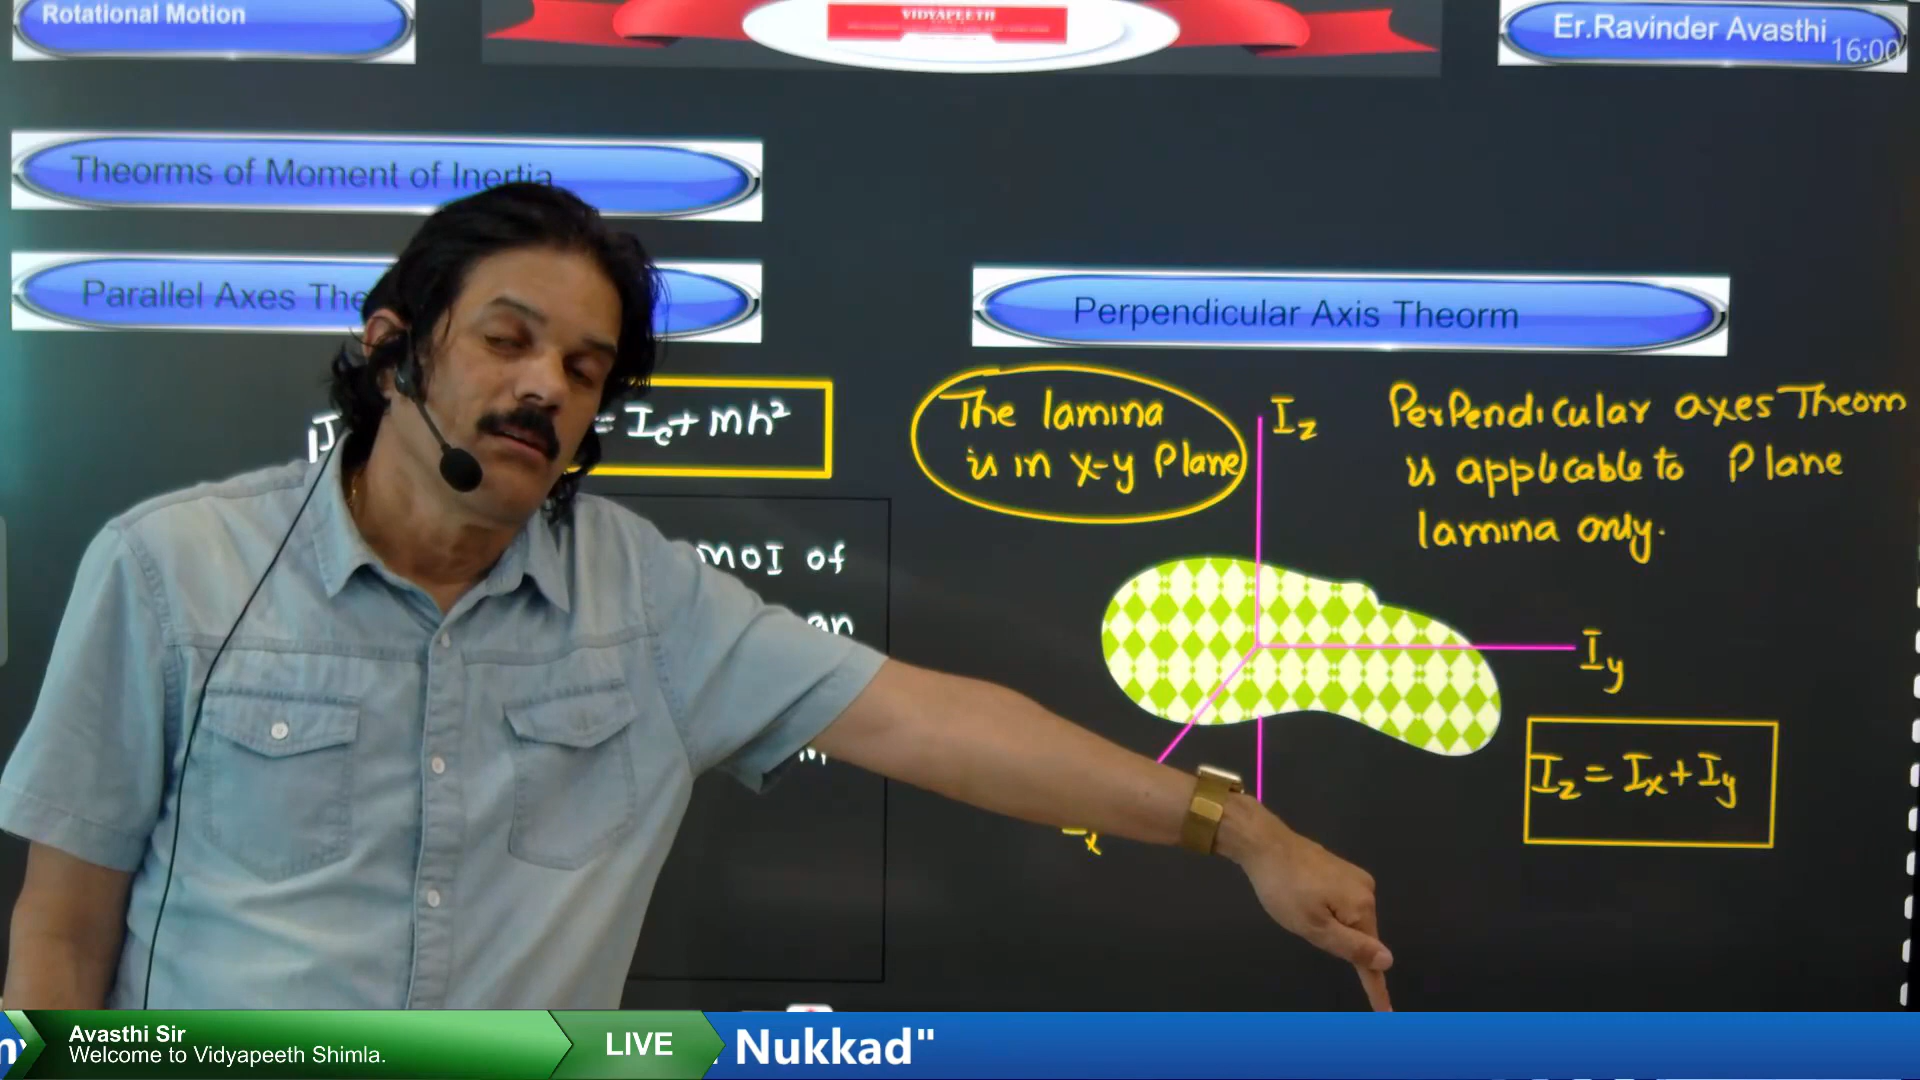 Rotational Motion
VIDYAPEETH
Er.Ravinder Avasthi
16:00
Theorms of Moment of Inertia
Parallel Axes The
= Ic + mh²
MOI of
an
Perpendicular Axis Theorm
The lamina
is in x-y Plane
Iz
Perpendicular axes Theorm
is applicable to Plane
lamina only.
Iy
Iz = Ix + Iy
x
Avasthi Sir
Welcome to Vidyapeeth Shimla.
LIVE
Nukkad"